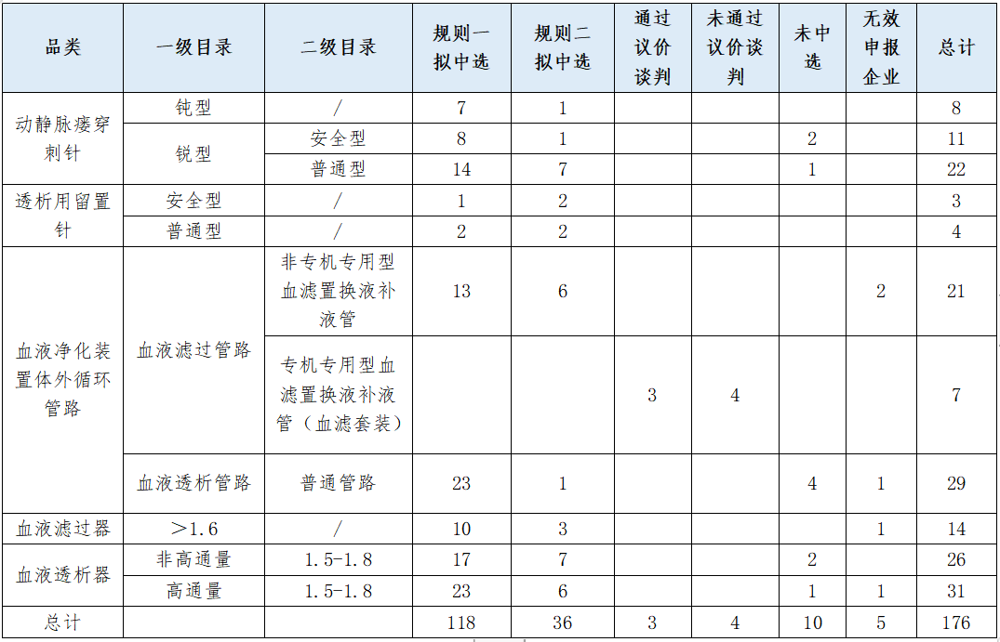 品类 一级目录 二级目录 规则一拟中选 规则二拟中选 通过议价谈判 未通过议价谈判 未中选 无效申报企业 总计
动静脉瘘穿刺针 钝型 / 7 1 8
锐型 安全型 8 1 2 11
普通型 14 7 1 22
透析用留置针 安全型 / 1 2 3
普通型 / 2 2 4
血液净化装置体外循环管路 血液滤过管路 非专机专用型血滤置换液补液管 13 6 2 21
专机专用型血滤置换液补液管（血滤套装） 3 4 7
血液透析管路 普通管路 23 1 4 1 29
血液滤过器 ＞1.6 / 10 3 1 14
血液透析器 非高通量 1.5-1.8 17 7 2 26
高通量 1.5-1.8 23 6 1 1 31
总计 118 36 3 4 10 5 176